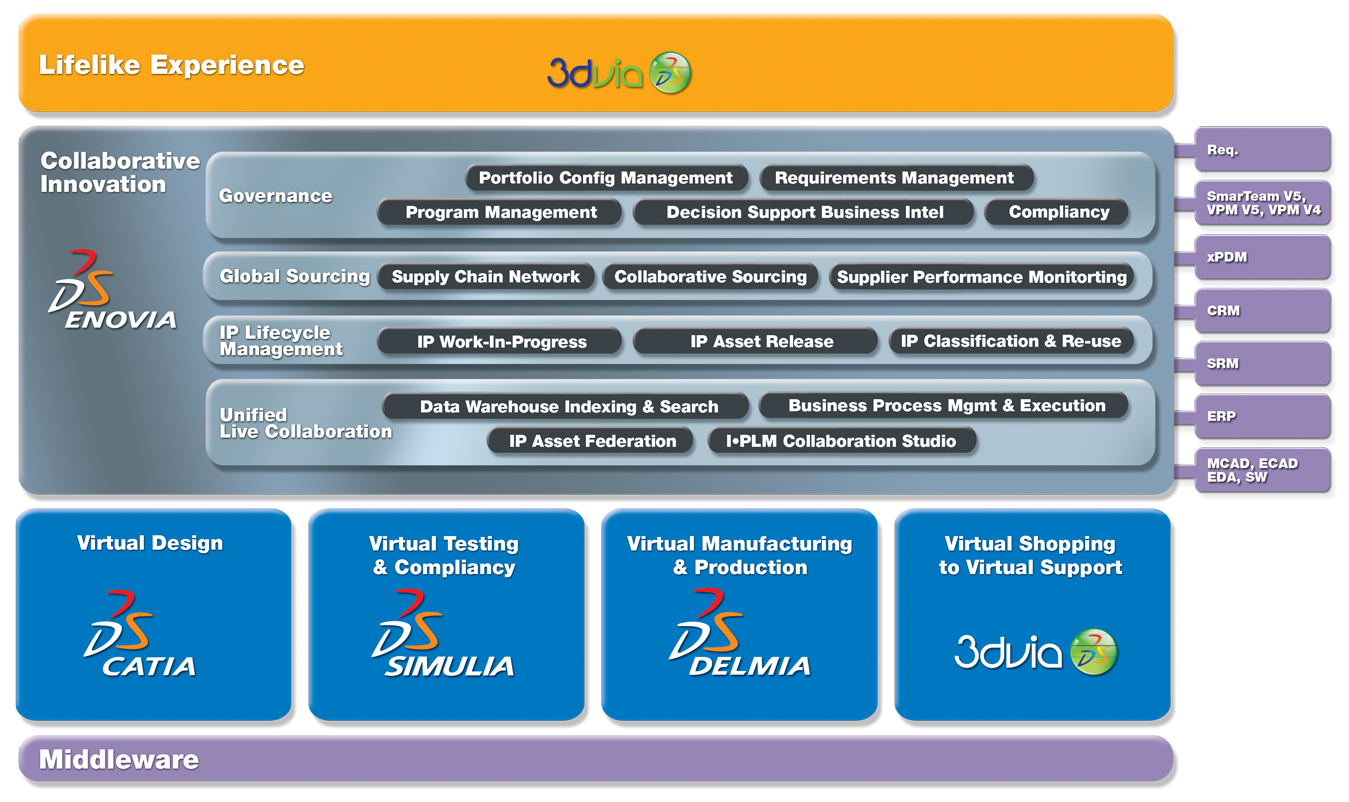 Lifelike Experience
3dvia
Collaborative
Innovation
DS
ENOVIA
Governance
Portfolio Config Management
Requirements Management
Program Management
Decision Support Business Intel
Compliancy
Global Sourcing
Supply Chain Network
Collaborative Sourcing
Supplier Performance Monitorting
IP Lifecycle
Management
IP Work-In-Progress
IP Asset Release
IP Classification & Re-use
Unified
Live Collaboration
Data Warehouse Indexing & Search
Business Process Mgmt & Execution
IP Asset Federation
I•PLM Collaboration Studio
Req.
SmarTeam V5,
VPM V5, VPM V4
xPDM
CRM
SRM
ERP
MCAD, ECAD
EDA, SW
Virtual Design
DS
CATIA
Virtual Testing
& Compliancy
DS
SIMULIA
Virtual Manufacturing
& Production
DS
DELMIA
Virtual Shopping
to Virtual Support
3dvia
Middleware